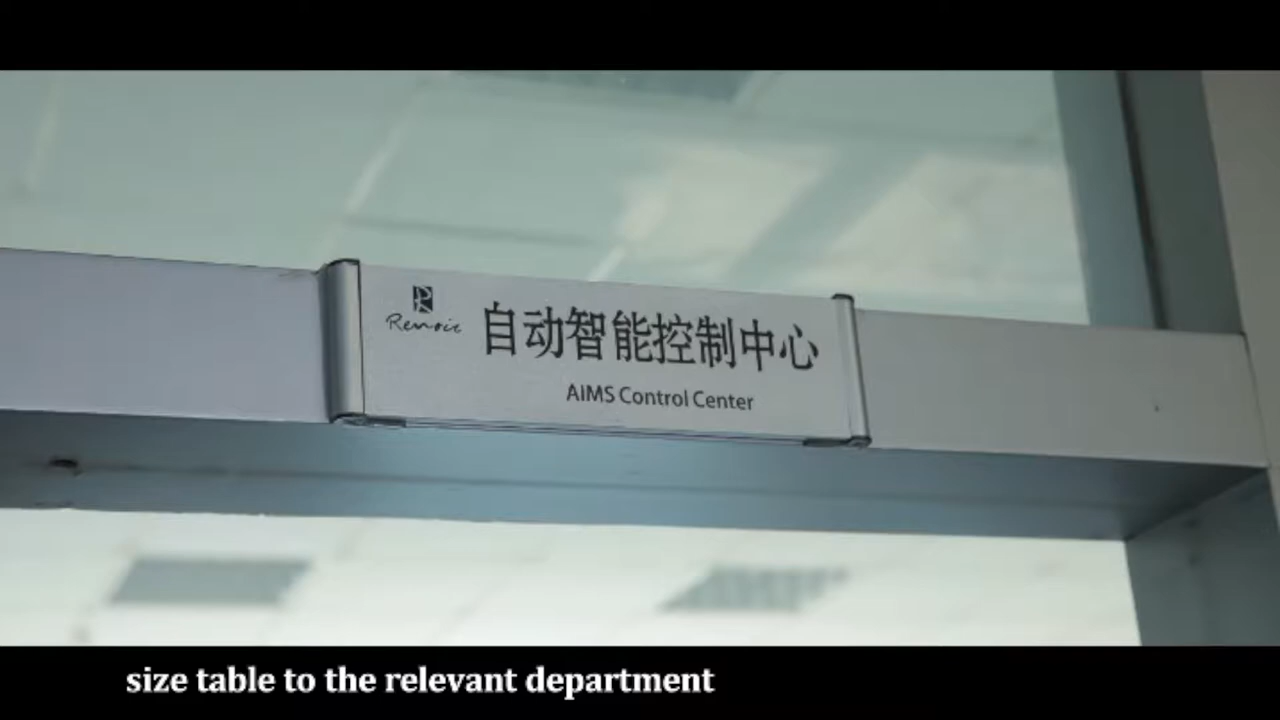 Renoir
自动智能控制中心
AiMS Control Center
size table to the relevant department